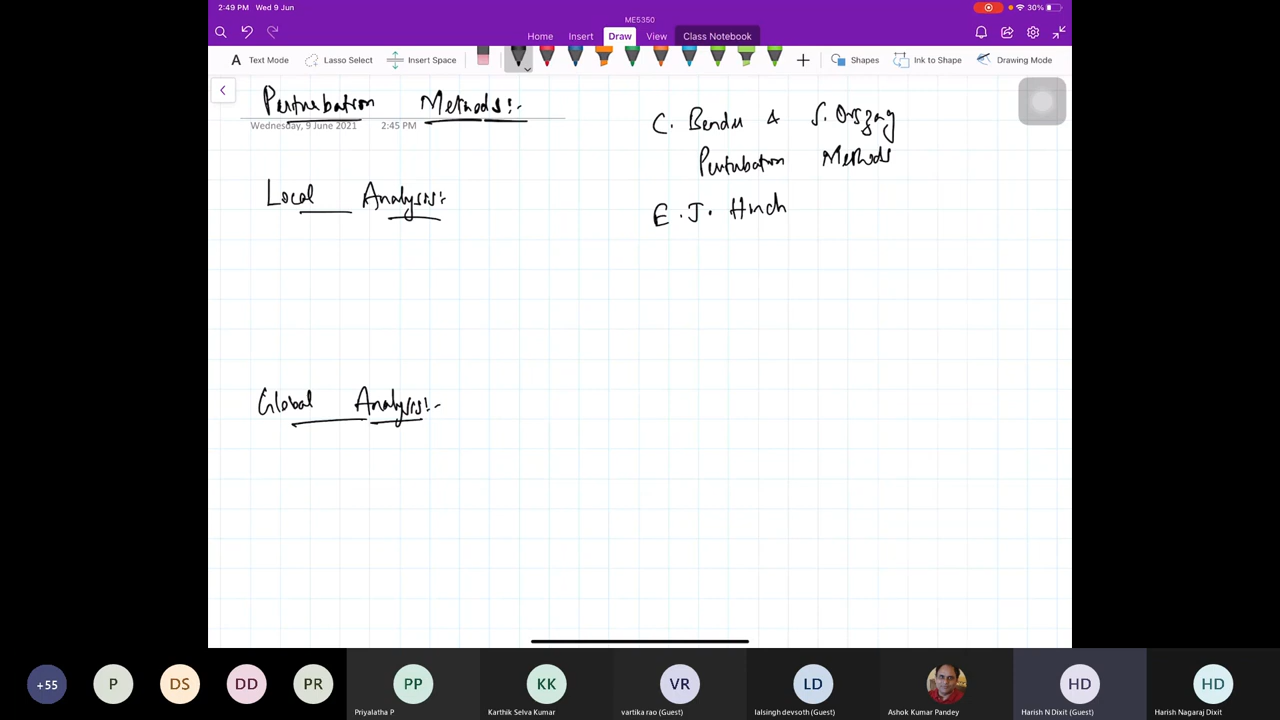 2:49 PM Wed 9 Jun
30%
ME5350
Home Insert Draw View Class Notebook
Text Mode Lasso Select Insert Space Shapes Ink to Shape Drawing Mode
Perturbation Methods:-
Wednesday, 9 June 2021 2:45 PM
C. Bender & S. Orszag
Perturbation Methods
Local Analysis:-
E. J. Hinch
Global Analysis:-
+55 P DS DD PR PP KK VR LD HD HD
Priyalatha P Karthik Selva Kumar vartika rao (Guest) lalsingh devsoth (Guest) Ashok Kumar Pandey Harish N Dixit (Guest) Harish Nagaraj Dixit